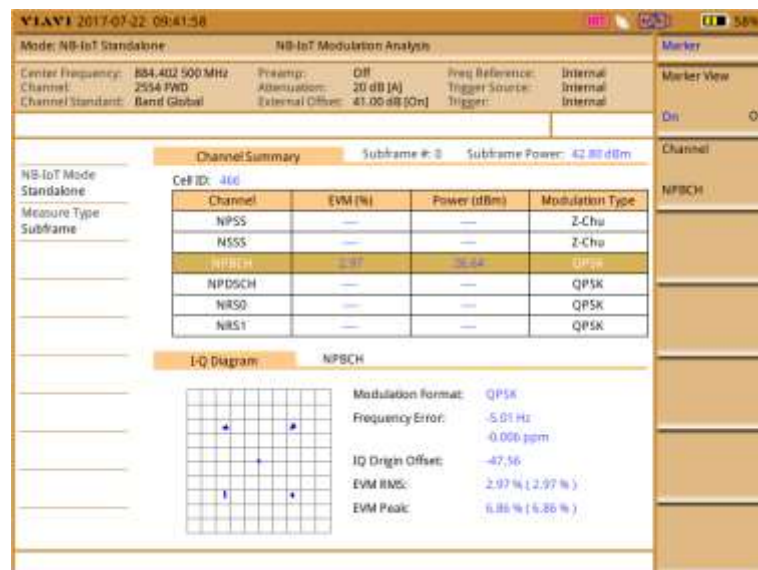 VIAVI 2017-07-22 09:41:58 58%
Mode: NB-IoT Standalone NB-IoT Modulation Analysis Marker
Center Frequency: 884.402 500 MHz Preamp: Off Freq Reference: Internal
Channel: 2554 FWD Attenuation: 20 dB [A] Trigger Source: Internal
Channel Standard: Band Global External Offset: 41.00 dB [On] Trigger: Internal
Marker View
On
Channel Summary Subframe #: 0 Subframe Power: 42.80 dBm
Channel
NPBCH
NB-IoT Mode
Standalone
Measure Type
Subframe
Cell ID: 466
Channel EVM (%) Power (dBm) Modulation Type
NPSS --- --- Z-Chu
NSSS --- --- Z-Chu
NPBCH 2.97 26.64 QPSK
NPDSCH --- --- QPSK
NRS0 --- --- QPSK
NRS1 --- --- QPSK
I-Q Diagram NPBCH
Modulation Format: QPSK
Frequency Error: -5.01 Hz
-0.006 ppm
IQ Origin Offset: -47.56
EVM RMS: 2.97 % ( 2.97 % )
EVM Peak: 6.86 % ( 6.86 % )